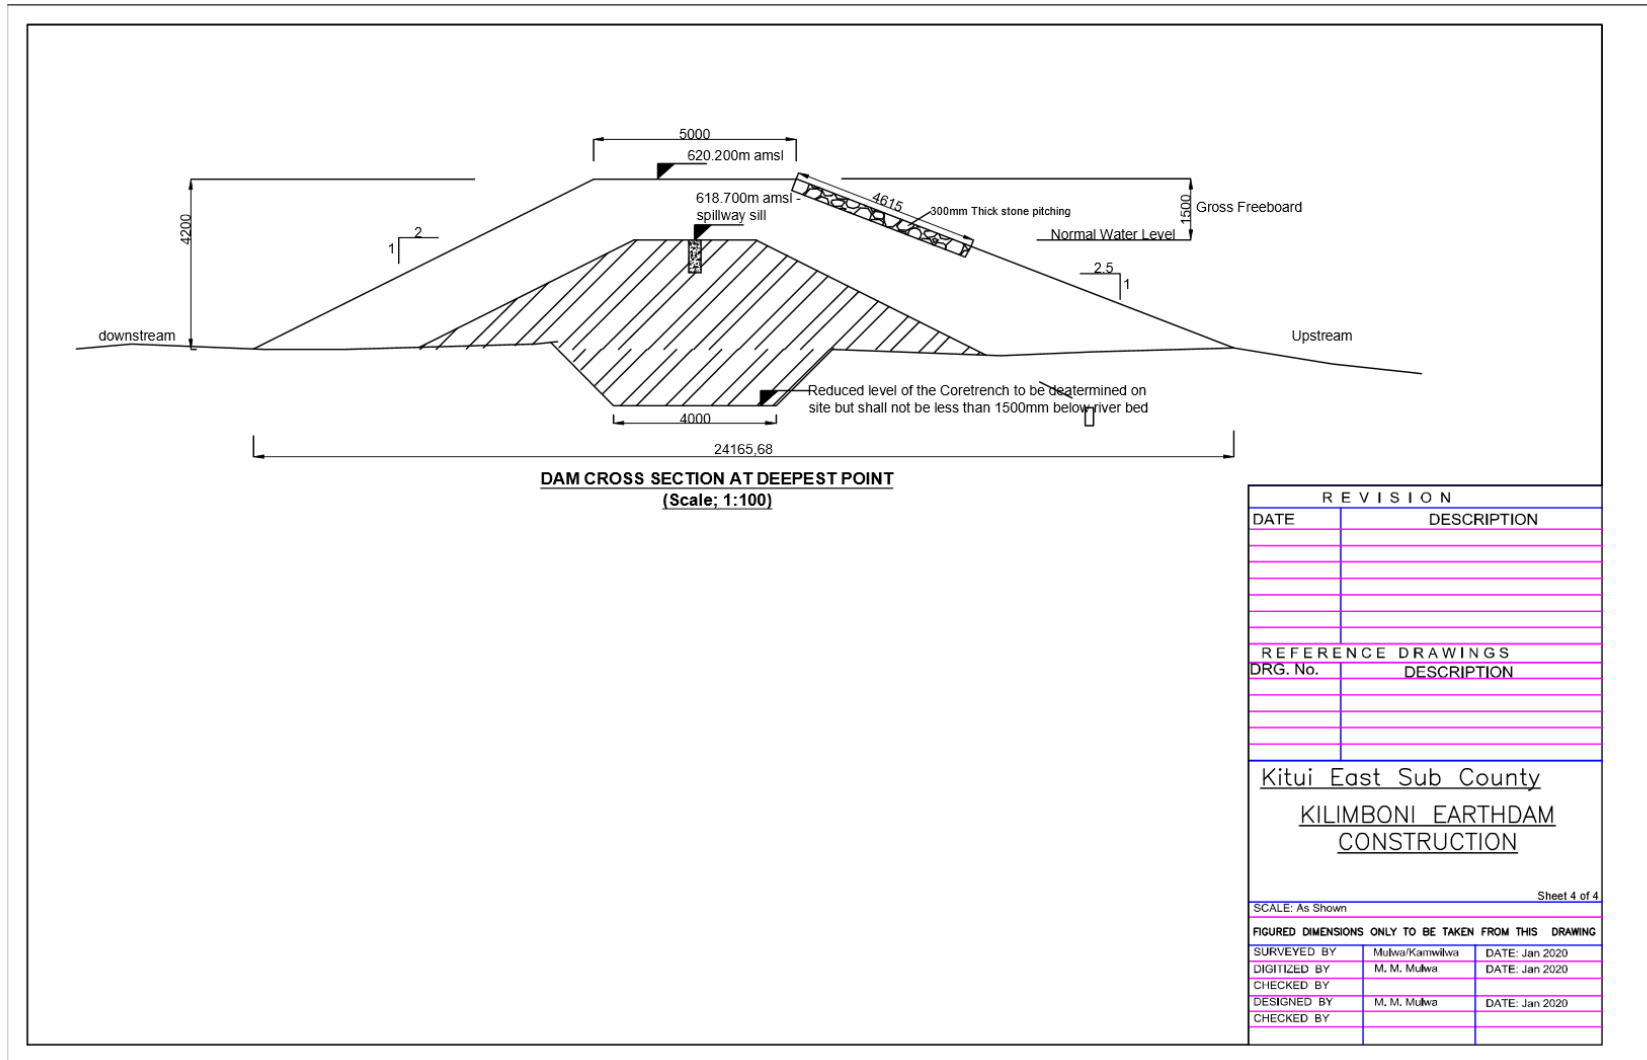 5000
620.200m amsl
618.700m amsl -
spillway sill
4615
300mm Thick stone pitching
1500
Gross Freeboard
Normal Water Level
4200
2
1
2.5
1
downstream
Upstream
Reduced level of the Coretrench to be deatermined on
site but shall not be less than 1500mm below river bed
4000
24165,68
DAM CROSS SECTION AT DEEPEST POINT
(Scale; 1:100)
REVISION
DATE DESCRIPTION
REFERENCE DRAWINGS
DRG. No. DESCRIPTION
Kitui East Sub County
KILIMBONI EARTHDAM
CONSTRUCTION
Sheet 4 of 4
SCALE: As Shown
FIGURED DIMENSIONS ONLY TO BE TAKEN FROM THIS DRAWING
SURVEYED BY Mulwa/Kamwilwa DATE: Jan 2020
DIGITIZED BY M. M. Mulwa DATE: Jan 2020
CHECKED BY
DESIGNED BY M. M. Mulwa DATE: Jan 2020
CHECKED BY